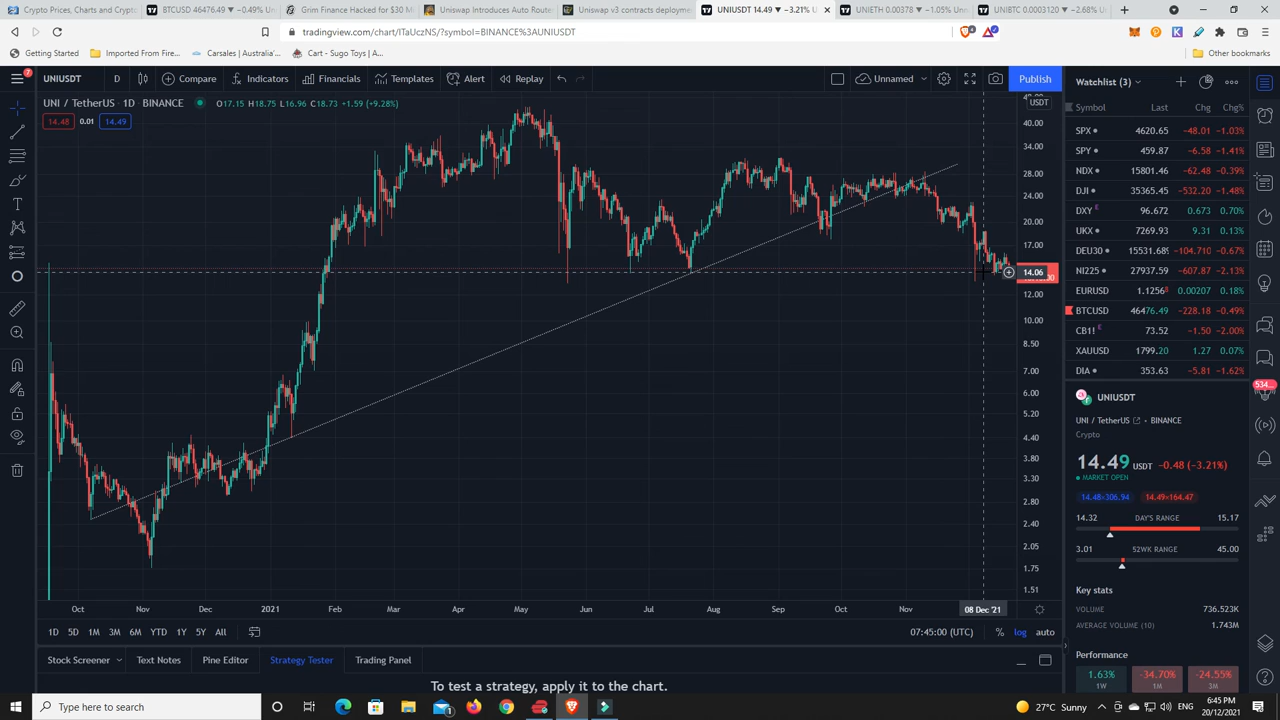 Crypto Prices, Charts and Crypto
BTCUSD 46476.49 ▼ −0.49% Un
Grim Finance Hacked for $30 M
Uniswap Introduces Auto Route
Uniswap v3 contracts deployme
UNIUSDT 14.49 ▼ −3.21%
UNIETH 0.00378 ▼ −1.05% Un
UNIBTC 0.0003120 ▼ −2.68% Un
tradingview.com/chart/ITaUczNS/?symbol=BINANCE%3AUNIUSDT
Getting Started
Imported From Fire...
Carsales | Australia'...
Cart - Sugo Toys | A...
Other bookmarks
7
UNIUSDT
D
Compare
Indicators
Financials
Templates
Alert
Replay
Unnamed
Publish
UNI / TetherUS · 1D · BINANCE
O17.15 H18.75 L16.96 C18.73 +1.59 (+9.28%)
14.48
0.01
14.49
USDT
40.00
34.00
28.00
24.00
20.00
17.00
14.06
12.00
10.00
8.50
7.00
6.00
5.20
4.40
3.80
3.30
2.80
2.40
2.05
1.75
1.51
Oct
Nov
Dec
2021
Feb
Mar
Apr
May
Jun
Jul
Aug
Sep
Oct
Nov
08 Dec '21
1D 5D 1M 3M 6M YTD 1Y 5Y All
07:45:00 (UTC)
%
log
auto
Stock Screener
Text Notes
Pine Editor
Strategy Tester
Trading Panel
To test a strategy, apply it to the result.
Watchlist (3)
Symbol Last Chg Chg%
SPX 4620.65 −48.01 −1.03%
SPY 459.87 −6.58 −1.41%
NDX 15801.46 −62.48 −0.39%
DJI 35365.45 −532.20 −1.48%
DXY E 96.672 0.673 0.70%
UKX 7269.93 9.31 0.13%
DEU30 15531.689 −104.710 −0.67%
NI225 27937.59 −607.87 −2.13%
EURUSD 1.12568 0.00207 0.18%
BTCUSD 46476.49 −228.18 −0.49%
CB1! E 73.52 −1.50 −2.00%
XAUUSD 1799.20 1.27 0.07%
DIA 353.63 −5.81 −1.62%
534...
UNIUSDT
UNI / TetherUS · BINANCE
Crypto
14.49 USDT −0.48 (−3.21%)
MARKET OPEN
14.48×306.94
14.49×164.47
14.32 DAY'S RANGE 15.17
3.01 52WK RANGE 45.00
Key stats
VOLUME 736.523K
AVERAGE VOLUME (10) 1.743M
Performance
1.63% −34.70% −24.55%
1W 1M 3M
Type here to search
27°C Sunny
6:45 PM
20/12/2021